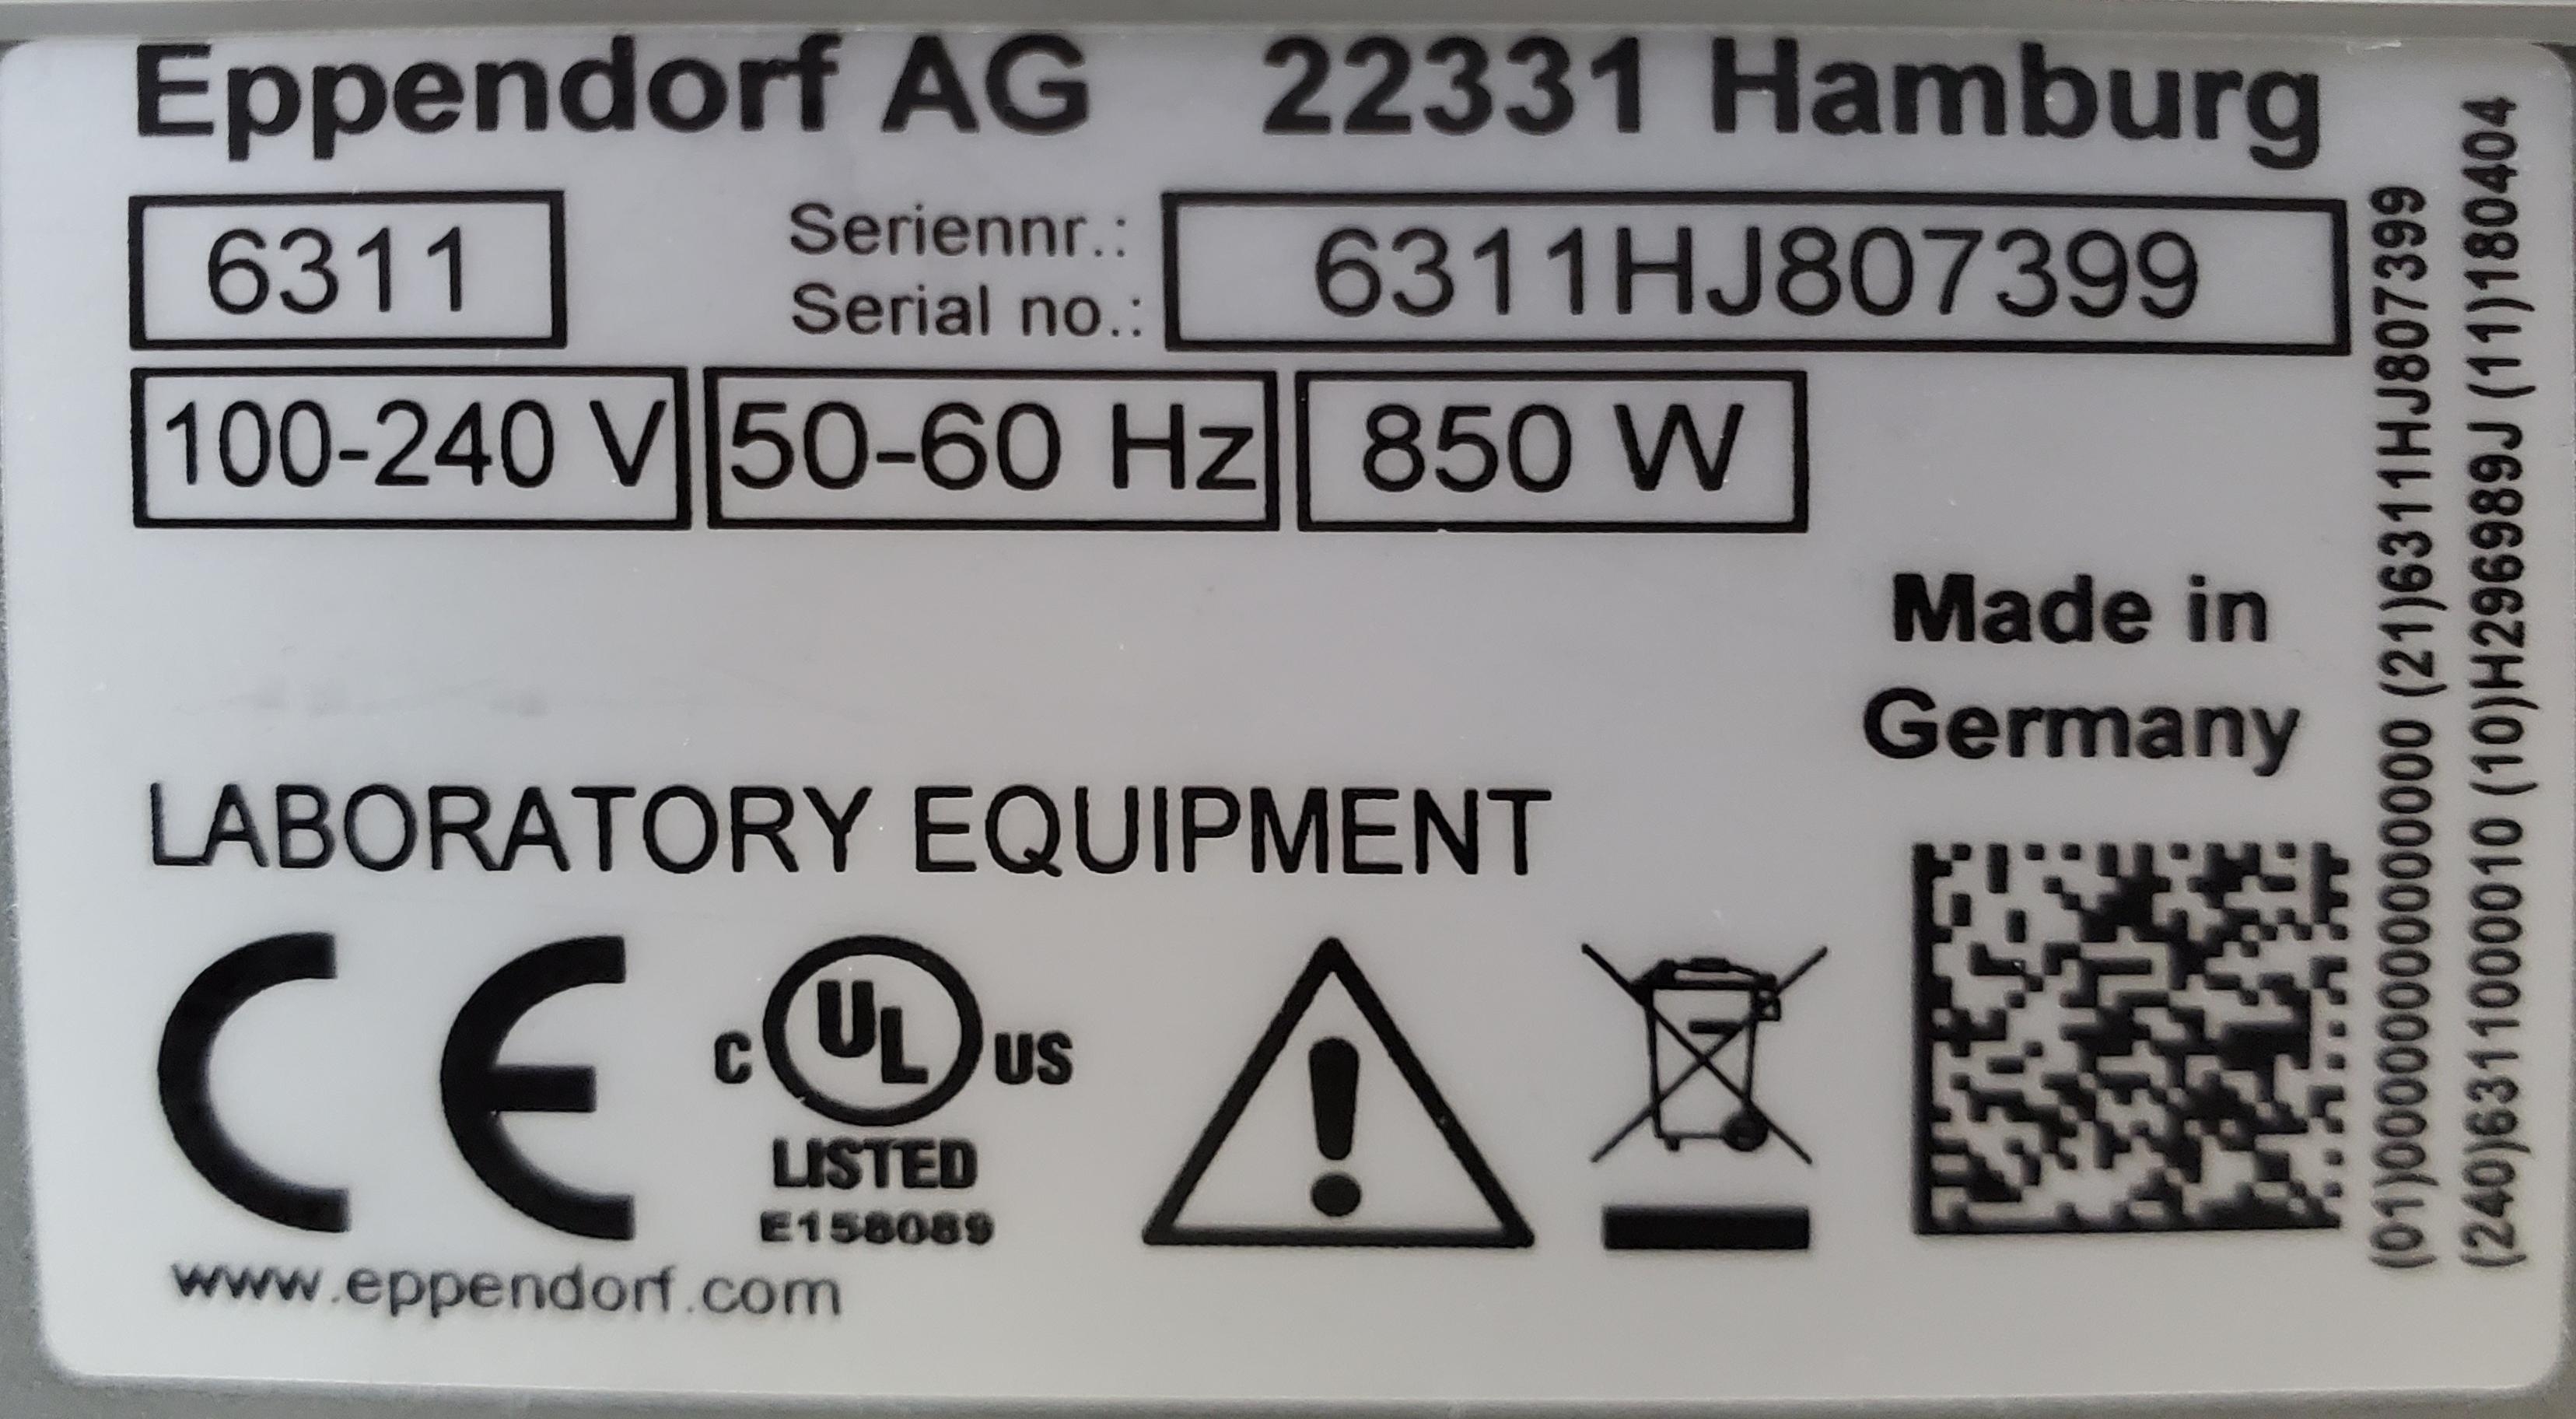 Eppendorf AG 22331 Hamburg
6311 Seriennr.: 6311HJ807399
Serial no.:
100-240 V 50-60 Hz 850 W
Made in
Germany
LABORATORY EQUIPMENT
CE
C UL US
LISTED
E158089
www.eppendorf.com
(01)00000000000000 (21)6311HJ807399
(240)6311000010 (10)H296989J (11)180404